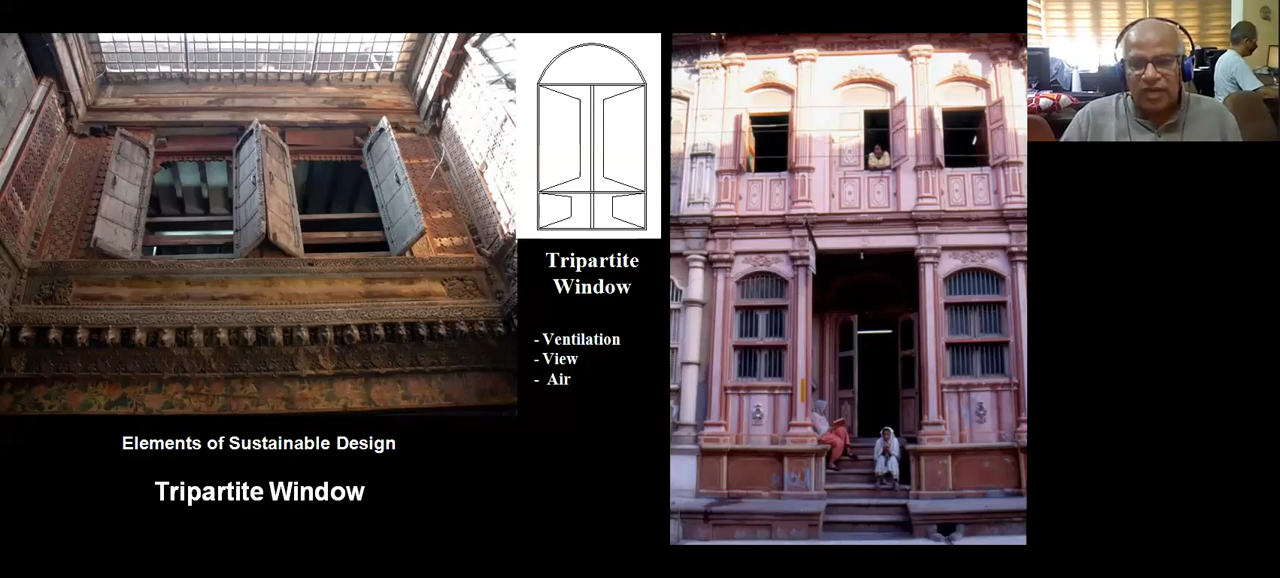 Tripartite
Window
- Ventilation
- View
- Air
Elements of Sustainable Design
Tripartite Window